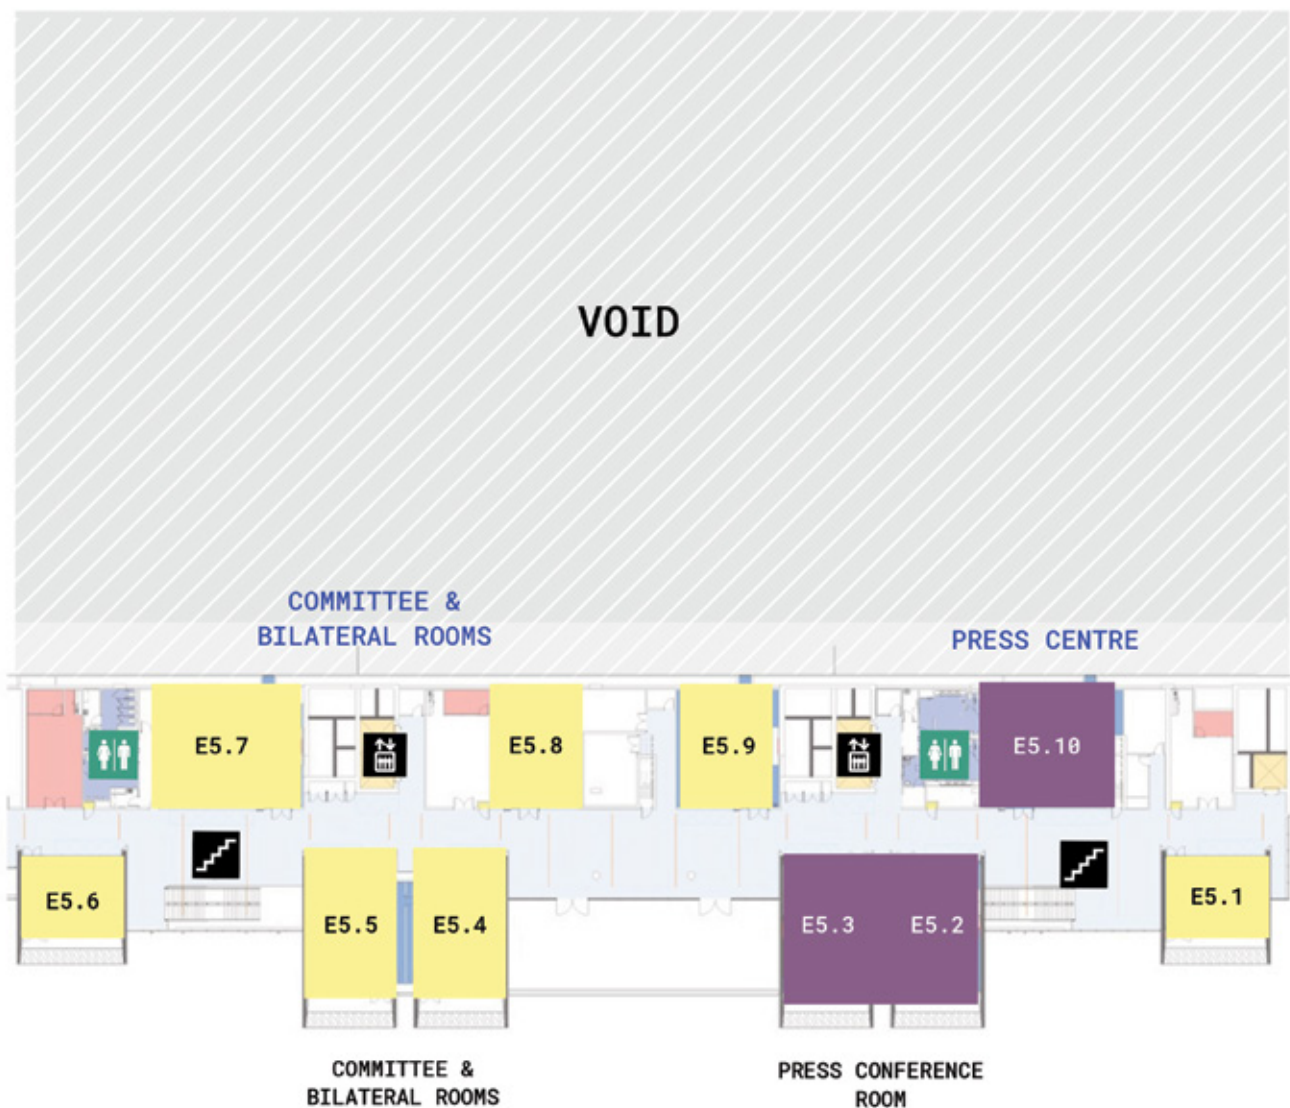 VOID
COMMITTEE &
BILATERAL ROOMS
PRESS CENTRE
E5.7
E5.8
E5.9
E5.10
E5.6
E5.5
E5.4
E5.3
E5.2
E5.1
COMMITTEE &
BILATERAL ROOMS
PRESS CONFERENCE
ROOM